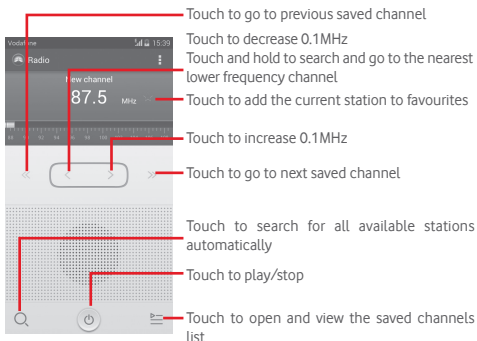 Touch to go to previous saved channel
Vodafone 15:39
Touch to decrease 0.1MHz
Radio
Touch and hold to search and go to the nearest
lower frequency channel
New channel
87.5 MHz
Touch to add the current station to favourites
Touch to increase 0.1MHz
Touch to go to next saved channel
Touch to search for all available stations
automatically
Touch to play/stop
Touch to open and view the saved channels
list